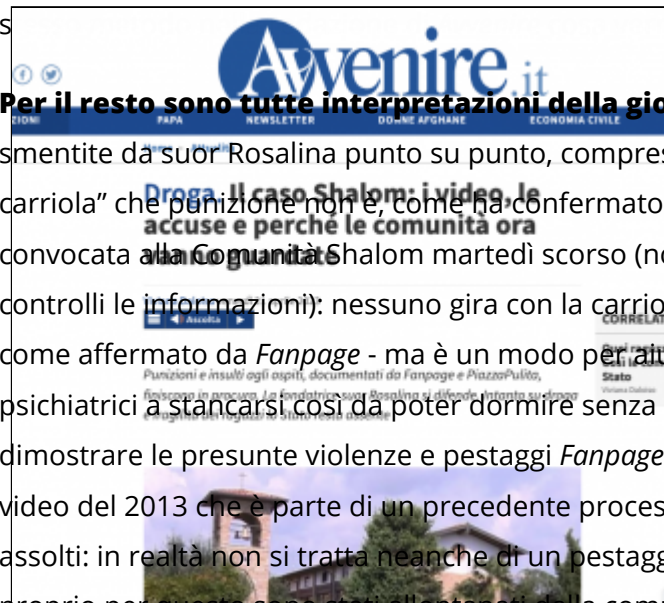 s
Avvenire.it
Per il resto sono tutte interpretazioni della gio
ZIONI PAPA NEWSLETTER DONNE AFGHANE ECONOMIA CIVILE
smentite da suor Rosalina punto su punto, compres
Droga. Il caso Shalom: i video, le
carriola” che punizione non è, come ha confermato
accuse e perché le comunità ora
convocata alla Comunità Shalom martedì scorso (no
vanno guardate
controlli le informazioni): nessuno gira con la carrio
Ascolta
CORRELAT
come affermato da Fanpage - ma è un modo per aiu
Stato
Punizioni e insulti agli ospiti, documentati da Fanpage e PiazzaPulita,
psichiatrici a stancarsi così da poter dormire senza
finiscono in procura. La fondatrice suor Rosalina si difende. Intanto su droga
dimostrare le presunte violenze e pestaggi Fanpage
video del 2013 che è parte di un precedente proces
assolti: in realtà non si tratta neanche di un pestagg